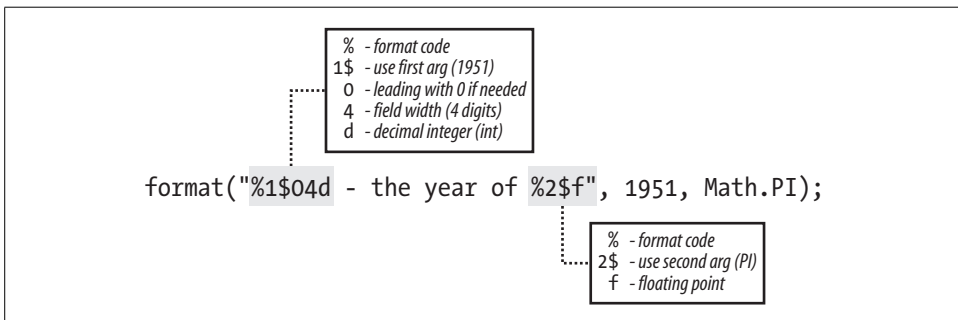 % - format code
1$ - use first arg (1951)
0 - leading with 0 if needed
4 - field width (4 digits)
d - decimal integer (int)
format("%1$04d - the year of %2$f", 1951, Math.PI);
% - format code
2$ - use second arg (PI)
f - floating point